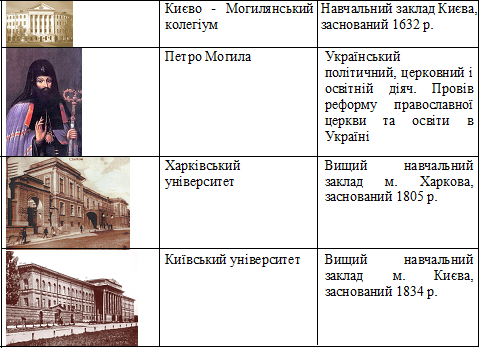 Києво - Могилянський
колегіум
Навчальний заклад Києва,
заснований 1632 р.
Петро Могила
Український
політичний, церковний і
освітній діяч. Провів
реформу православної
церкви та освіти в
Україні
Харківський
університет
Вищий навчальний
заклад м. Харкова,
заснований 1805 р.
Київський університет
Вищий навчальний
заклад м. Києва,
заснований 1834 р.